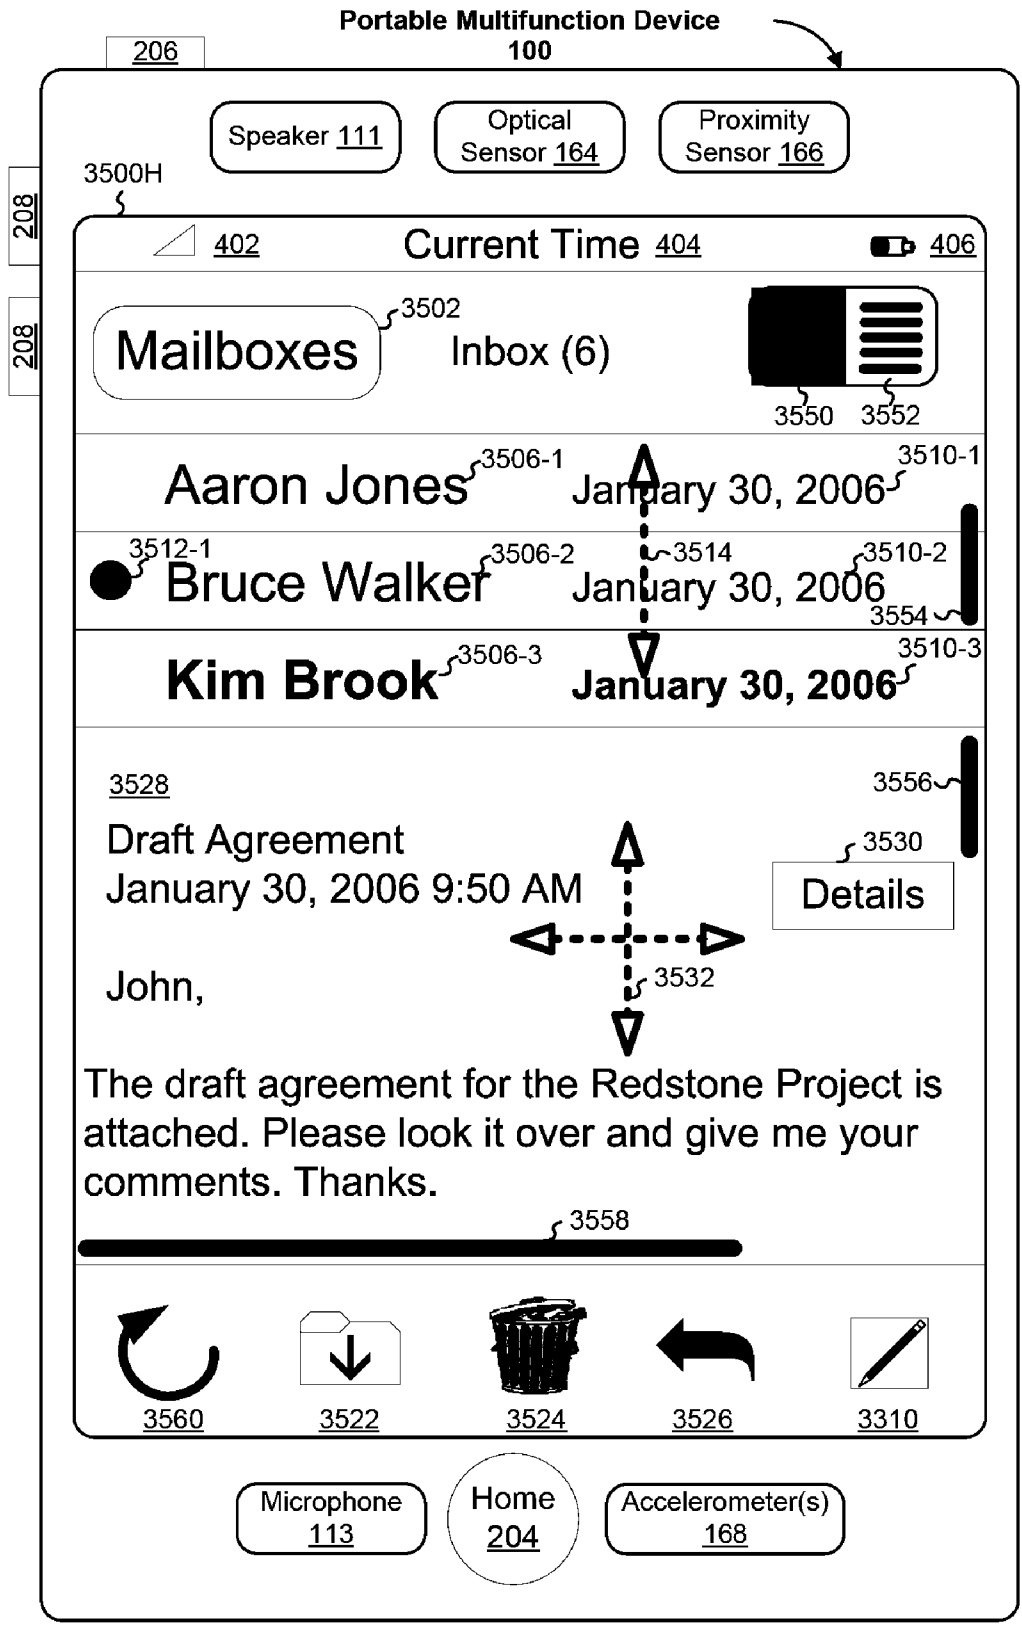 Portable Multifunction Device
100
206
Speaker 111
Optical
Sensor 164
Proximity
Sensor 166
3500H
208
208
402
Current Time 404
406
3502
Mailboxes
Inbox (6)
3550
3552
Aaron Jones
3506-1
January 30, 2006
3510-1
3512-1
Bruce Walker
3506-2
3514
January 30, 2006
3510-2
3554
Kim Brook
3506-3
January 30, 2006
3510-3
3528
3556
Draft Agreement
3530
January 30, 2006 9:50 AM
Details
John,
3532
The draft agreement for the Redstone Project is
attached. Please look it over and give me your
comments. Thanks.
3558
3560
3522
3524
3526
3310
Microphone
113
Home
204
Accelerometer(s)
168